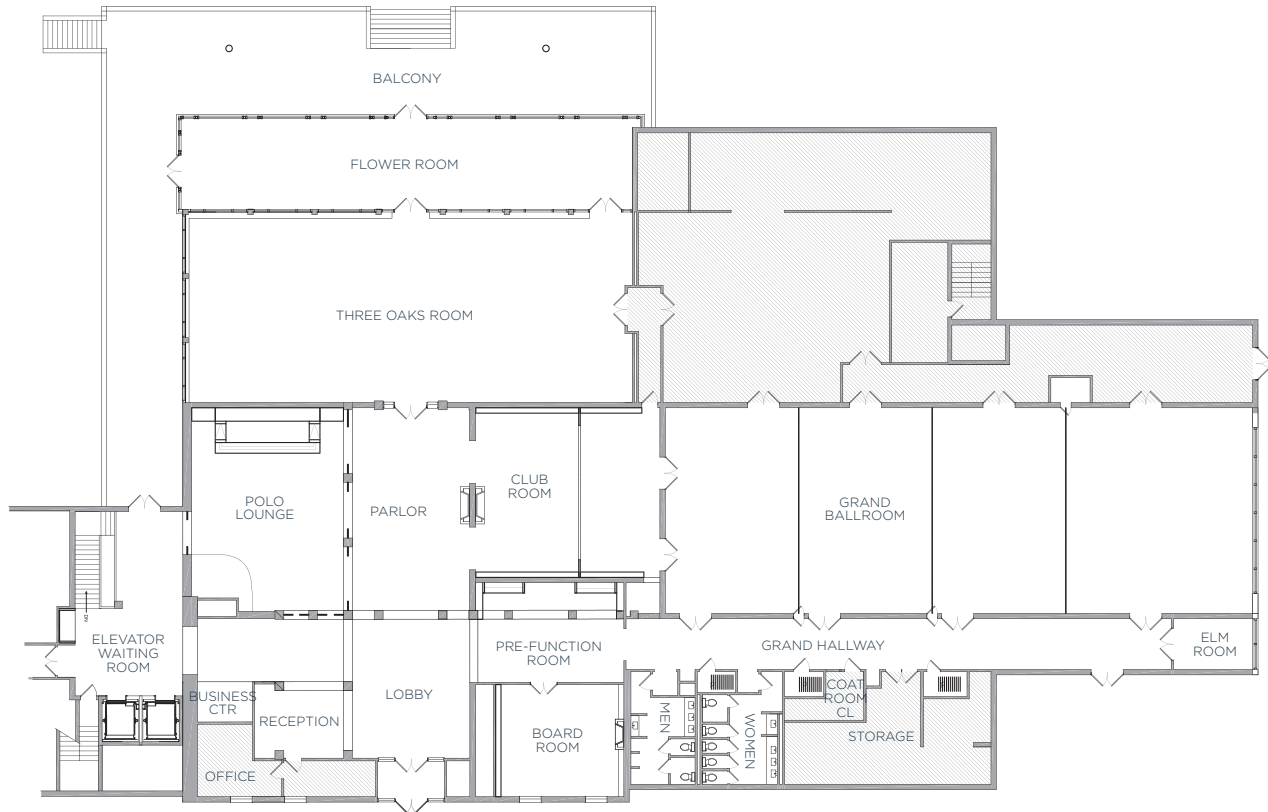 BALCONY
FLOWER ROOM
THREE OAKS ROOM
POLO
LOUNGE
PARLOR
CLUB
ROOM
GRAND
BALLROOM
DN
ELEVATOR
WAITING
ROOM
PRE-FUNCTION
ROOM
GRAND HALLWAY
ELM
ROOM
BUSINESS
CTR
LOBBY
RECEPTION
COAT
ROOM
CL
MEN
WOMEN
BOARD
ROOM
STORAGE
OFFICE